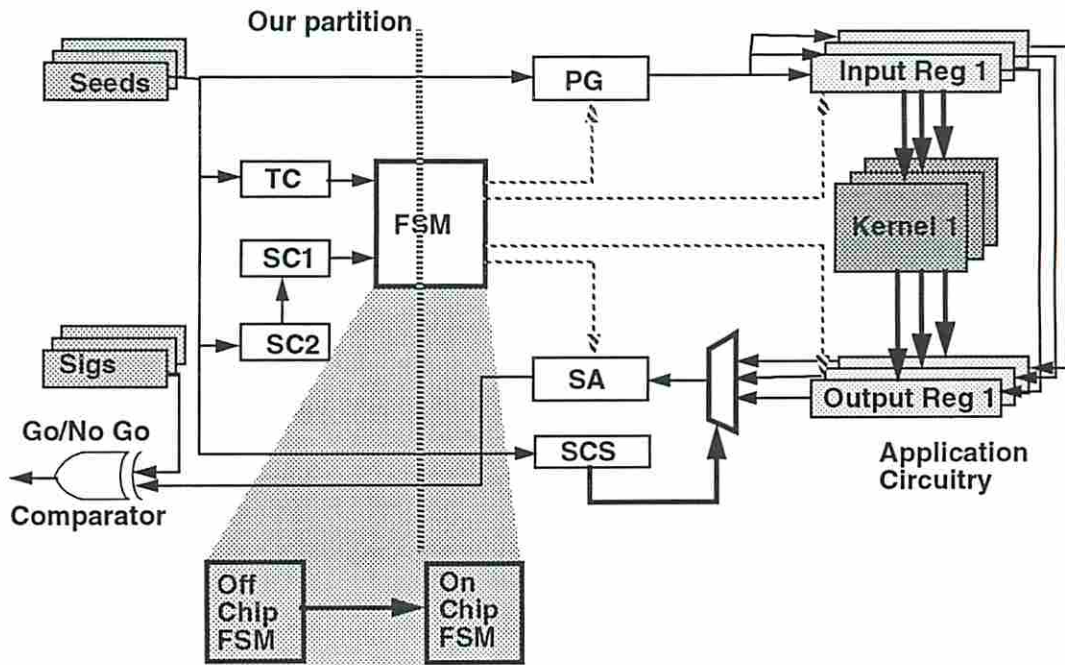 Our partition
Seeds
PG
Input Reg 1
TC
FSM
Kernel 1
SC1
SC2
Sigs
SA
Output Reg 1
Go/No Go
SCS
Application
Circuitry
Comparator
Off
Chip
FSM
On
Chip
FSM